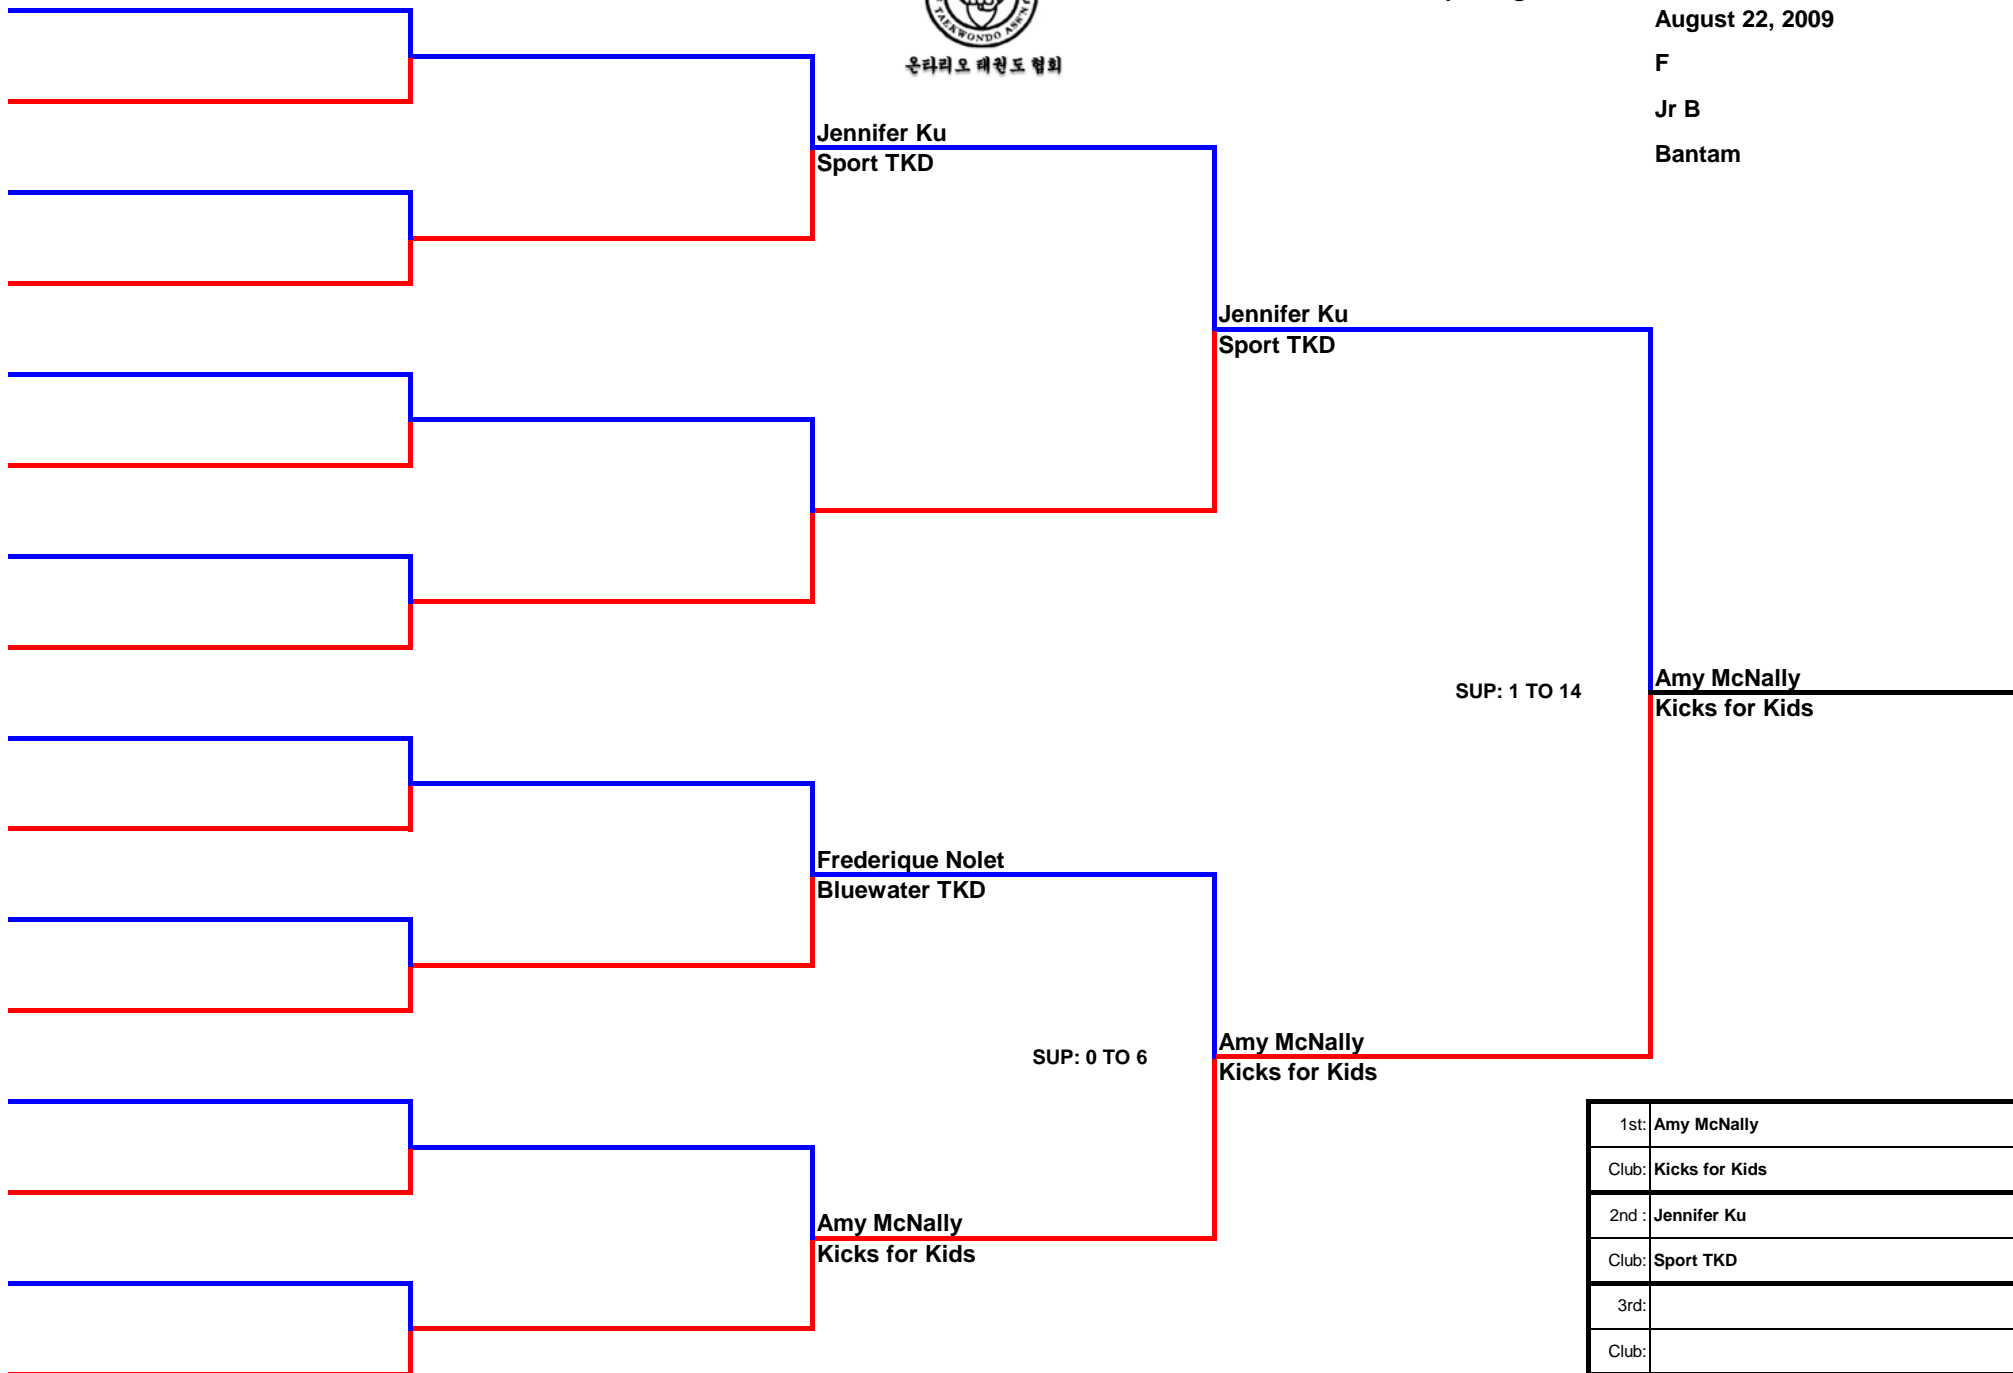 TAEKWONDO ASS'N
온타리오 태권도 협회
August 22, 2009
F
Jr B
Bantam
Jennifer Ku
Sport TKD
Jennifer Ku
Sport TKD
SUP: 1 TO 14
Amy McNally
Kicks for Kids
Frederique Nolet
Bluewater TKD
SUP: 0 TO 6
Amy McNally
Kicks for Kids
Amy McNally
Kicks for Kids
1st: Amy McNally
Club: Kicks for Kids
2nd : Jennifer Ku
Club: Sport TKD
3rd:
Club: